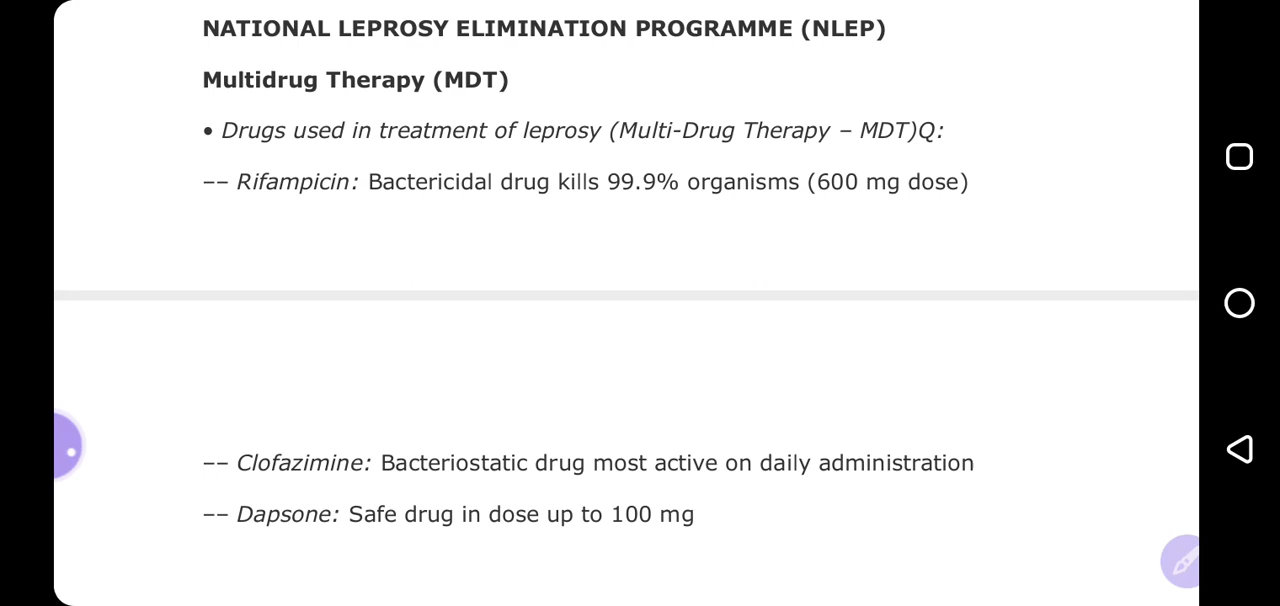 NATIONAL LEPROSY ELIMINATION PROGRAMME (NLEP)
Multidrug Therapy (MDT)
• Drugs used in treatment of leprosy (Multi-Drug Therapy – MDT)Q:
–– Rifampicin: Bactericidal drug kills 99.9% organisms (600 mg dose)
–– Clofazimine: Bacteriostatic drug most active on daily administration
–– Dapsone: Safe drug in dose up to 100 mg